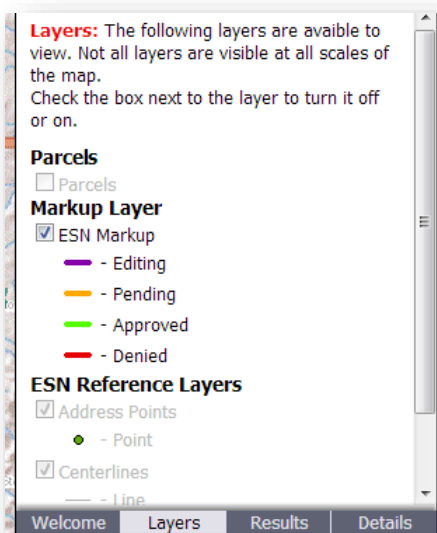 Layers: The following layers are avaible to
view. Not all layers are visible at all scales of
the map.
Check the box next to the layer to turn it off
or on.
Parcels
Parcels
Markup Layer
ESN Markup
- Editing
- Pending
- Approved
- Denied
ESN Reference Layers
Address Points
- Point
Centerlines
- Line
Welcome Layers Results Details